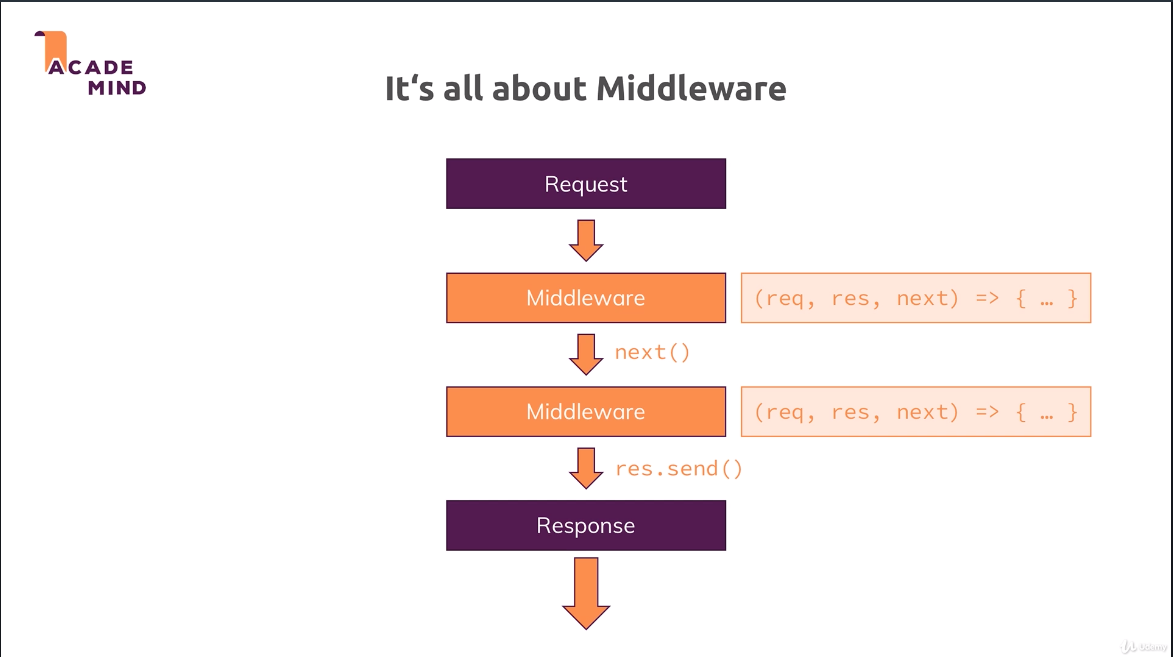 ACADE
MIND
It‘s all about Middleware
Request
Middleware
(req, res, next) => { … }
next()
Middleware
(req, res, next) => { … }
res.send()
Response
Udemy